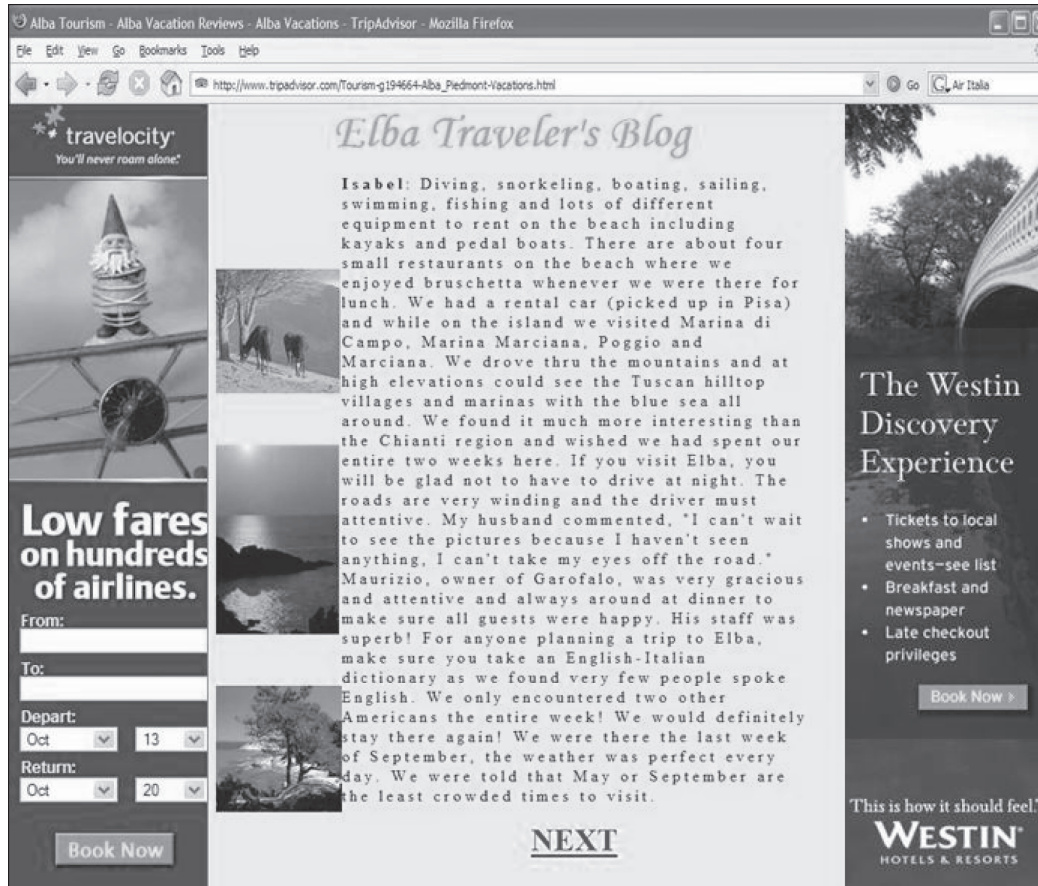 Alba Tourism - Alba Vacation Reviews - Alba Vacations - TripAdvisor - Mozilla Firefox
File Edit View Go Bookmarks Tools Help
http://www.tripadvisor.com/Tourism-g194664-Alba_Piedmont-Vacations.html Go G Air Italia
travelocity
You'll never roam alone.
Low fares
on hundreds
of airlines.
From:
To:
Depart:
Oct 13
Return:
Oct 20
Book Now
Elba Traveler's Blog
Isabel: Diving, snorkeling, boating, sailing,
swimming, fishing and lots of different
equipment to rent on the beach including
kayaks and pedal boats. There are about four
small restaurants on the beach where we
enjoyed bruschetta whenever we were there for
lunch. We had a rental car (picked up in Pisa)
and while on the island we visited Marina di
Campo, Marina Marciana, Poggio and
Marciana. We drove thru the mountains and at
high elevations could see the Tuscan hilltop
villages and marinas with the blue sea all
around. We found it much more interesting than
the Chianti region and wished we had spent our
entire two weeks here. If you visit Elba, you
will be glad not to have to drive at night. The
roads are very winding and the driver must
attentive. My husband commented, "I can't wait
to see the pictures because I haven't seen
anything, I can't take my eyes off the road."
Maurizio, owner of Garofalo, was very gracious
and attentive and always around at dinner to
make sure all guests were happy. His staff was
superb! For anyone planning a trip to Elba,
make sure you take an English-Italian
dictionary as we found very few people spoke
English. We only encountered two other
Americans the entire week! We would definitely
stay there again! We were there the last week
of September, the weather was perfect every
day. We were told that May or September are
the least crowded times to visit.
NEXT
The Westin
Discovery
Experience
• Tickets to local
shows and
events—see list
• Breakfast and
newspaper
• Late checkout
privileges
Book Now >
This is how it should feel.
WESTIN
HOTELS & RESORTS